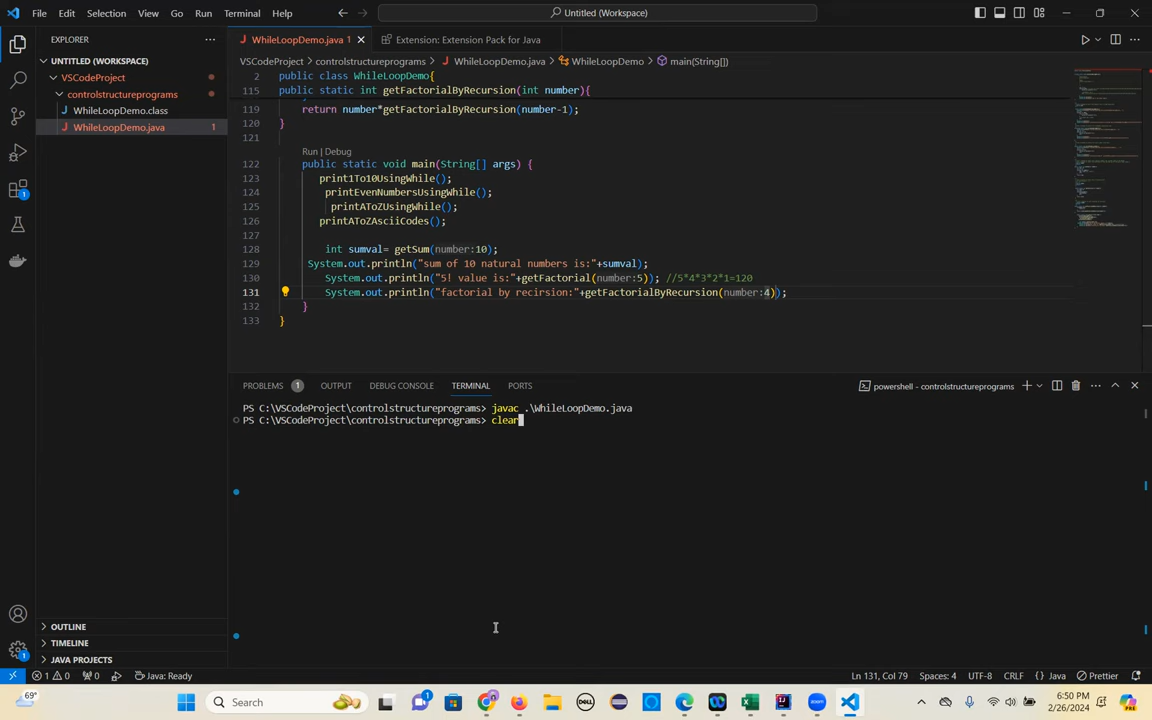 File Edit Selection View Go Run Terminal Help
Untitled (Workspace)
EXPLORER
WhileLoopDemo.java 1
Extension: Extension Pack for Java
UNTITLED (WORKSPACE)
VSCodeProject
controlstructureprograms
WhileLoopDemo.class
WhileLoopDemo.java 1
VSCodeProject > controlstructureprograms > WhileLoopDemo.java > WhileLoopDemo > main(String[])
2 public class WhileLoopDemo{
115 public static int getFactorialByRecursion(int number){
119 return number*getFactorialByRecursion(number-1);
120 }
121
Run | Debug
122 public static void main(String[] args) {
123 print1To10UsingWhile();
124 printEvenNumbersUsingWhile();
125 printAToZUsingWhile();
126 printAToZAsciiCodes();
127
128 int sumval= getSum(number:10);
129 System.out.println("sum of 10 natural numbers is:"+sumval);
130 System.out.println("5! value is:"+getFactorial(number:5)); //5*4*3*2*1=120
131 System.out.println("factorial by recirsion:"+getFactorialByRecursion(number:4));
132 }
133 }
PROBLEMS 1 OUTPUT DEBUG CONSOLE TERMINAL PORTS
powershell - controlstructureprograms
PS C:\VSCodeProject\controlstructureprograms> javac .\WhileLoopDemo.java
PS C:\VSCodeProject\controlstructureprograms> clear
OUTLINE
TIMELINE
JAVA PROJECTS
1 0 0 Java: Ready
Ln 131, Col 79 Spaces: 4 UTF-8 CRLF { } Java Prettier
69°
Search
6:50 PM
2/26/2024